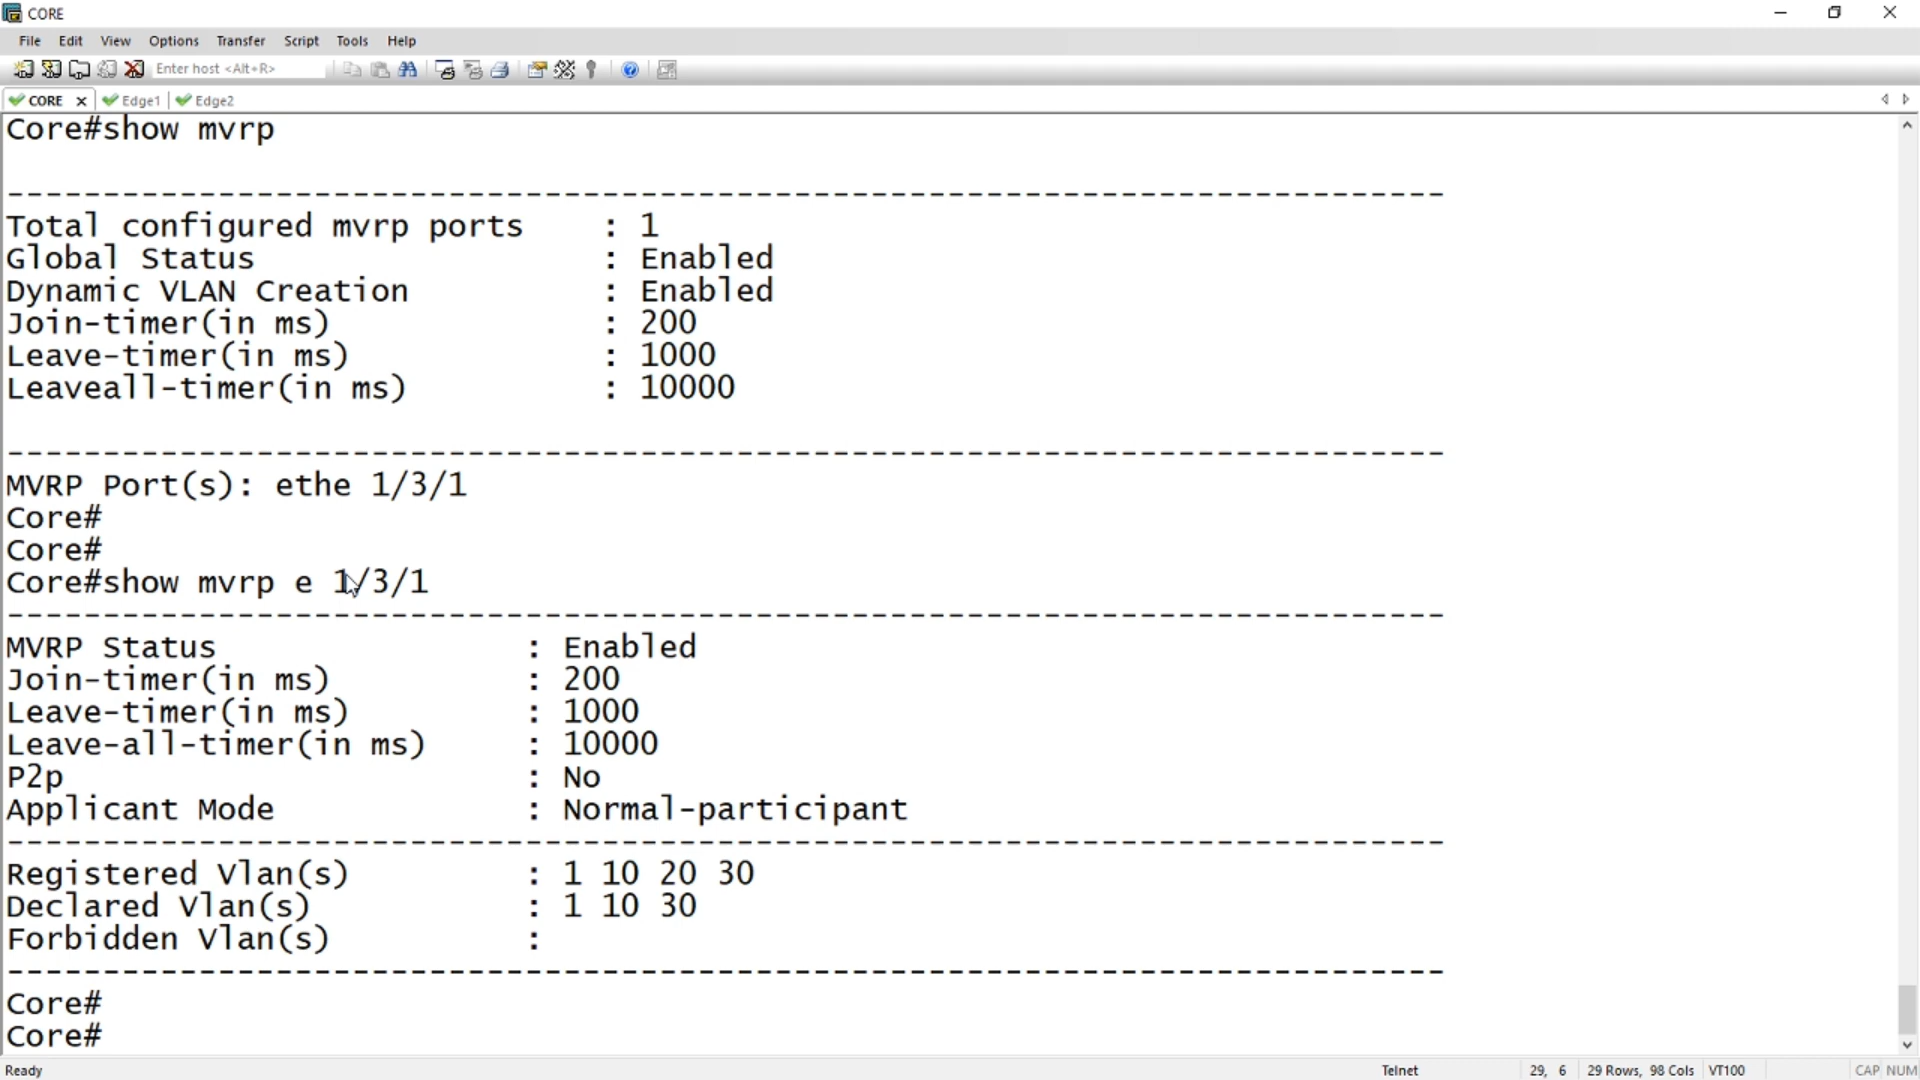 CORE
File Edit View Options Transfer Script Tools Help
Enter host <Alt+R>
CORE Edge1 Edge2
Core#show mvrp
---------------------------------------------------------------------------
Total configured mvrp ports : 1
Global Status : Enabled
Dynamic VLAN Creation : Enabled
Join-timer(in ms) : 200
Leave-timer(in ms) : 1000
Leaveall-timer(in ms) : 10000
---------------------------------------------------------------------------
MVRP Port(s): ethe 1/3/1
Core#
Core#
Core#show mvrp e 1/3/1
---------------------------------------------------------------------------
MVRP Status : Enabled
Join-timer(in ms) : 200
Leave-timer(in ms) : 1000
Leave-all-timer(in ms) : 10000
P2p : No
Applicant Mode : Normal-participant
---------------------------------------------------------------------------
Registered Vlan(s) : 1 10 20 30
Declared Vlan(s) : 1 10 30
Forbidden Vlan(s) :
---------------------------------------------------------------------------
Core#
Core#
Ready Telnet 29, 6 29 Rows, 98 Cols VT100 CAP NUM